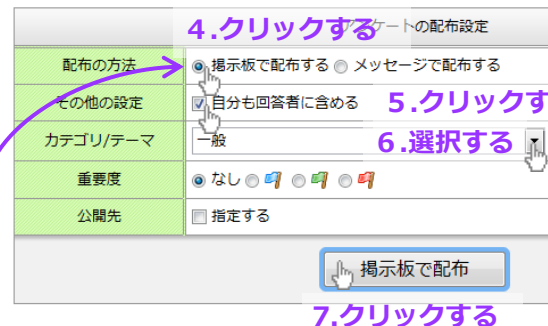 4.クリックする
ケートの配布設定
配布の方法 掲示板で配布する メッセージで配布する
その他の設定 自分も回答者に含める 5.クリックす
カテゴリ/テーマ 一般 6.選択する
重要度 なし
公開先 指定する
掲示板で配布
7.クリックする